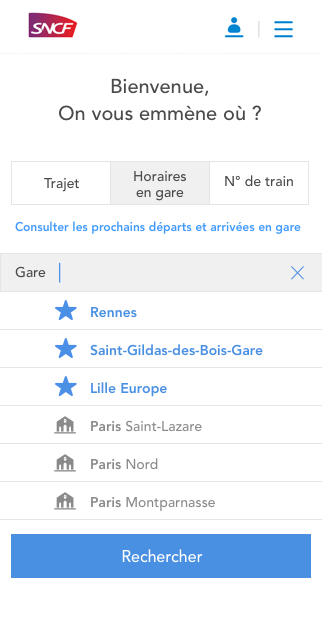 SNCF
Bienvenue,
On vous emmène où ?
Trajet
Horaires
en gare
N° de train
Consulter les prochains départs et arrivées en gare
Gare
Rennes
Saint-Gildas-des-Bois-Gare
Lille Europe
Paris Saint-Lazare
Paris Nord
Paris Montparnasse
Rechercher